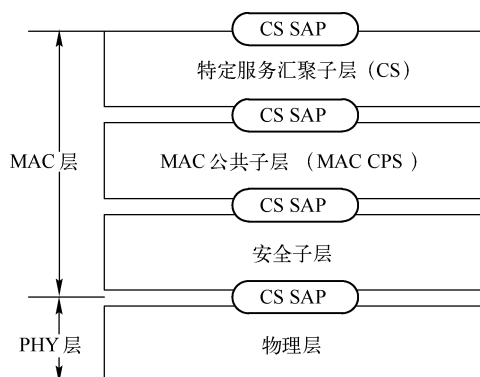 CS SAP
特定服务汇聚子层（CS）
CS SAP
MAC 层
MAC 公共子层 （MAC CPS ）
CS SAP
安全子层
CS SAP
PHY 层
物理层